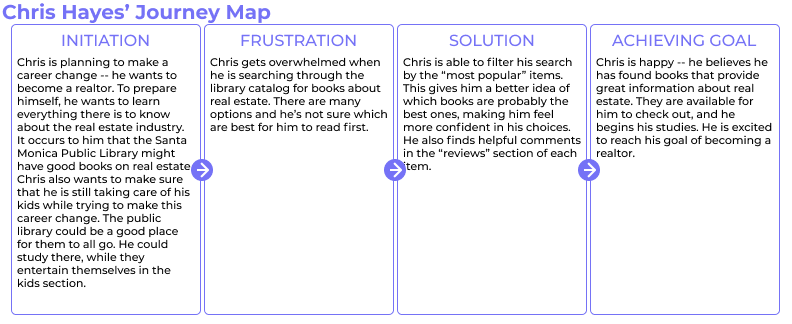 Chris Hayes’ Journey Map
INITIATION
Chris is planning to make a
career change -- he wants to
become a realtor. To prepare
himself, he wants to learn
everything there is to know
about the real estate industry.
It occurs to him that the Santa
Monica Public Library might
have good books on real estate.
Chris also wants to make sure
that he is still taking care of his
kids while trying to make this
career change. The public
library could be a good place
for them to all go. He could
study there, while they
entertain themselves in the
kids section.
FRUSTRATION
Chris gets overwhelmed when
he is searching through the
library catalog for books about
real estate. There are many
options and he’s not sure which
are best for him to read first.
SOLUTION
Chris is able to filter his search
by the “most popular” items.
This gives him a better idea of
which books are probably the
best ones, making him feel
more confident in his choices.
He also finds helpful comments
in the “reviews” section of each
item.
ACHIEVING GOAL
Chris is happy -- he believes he
has found books that provide
great information about real
estate. They are available for
him to check out, and he
begins his studies. He is excited
to reach his goal of becoming a
realtor.